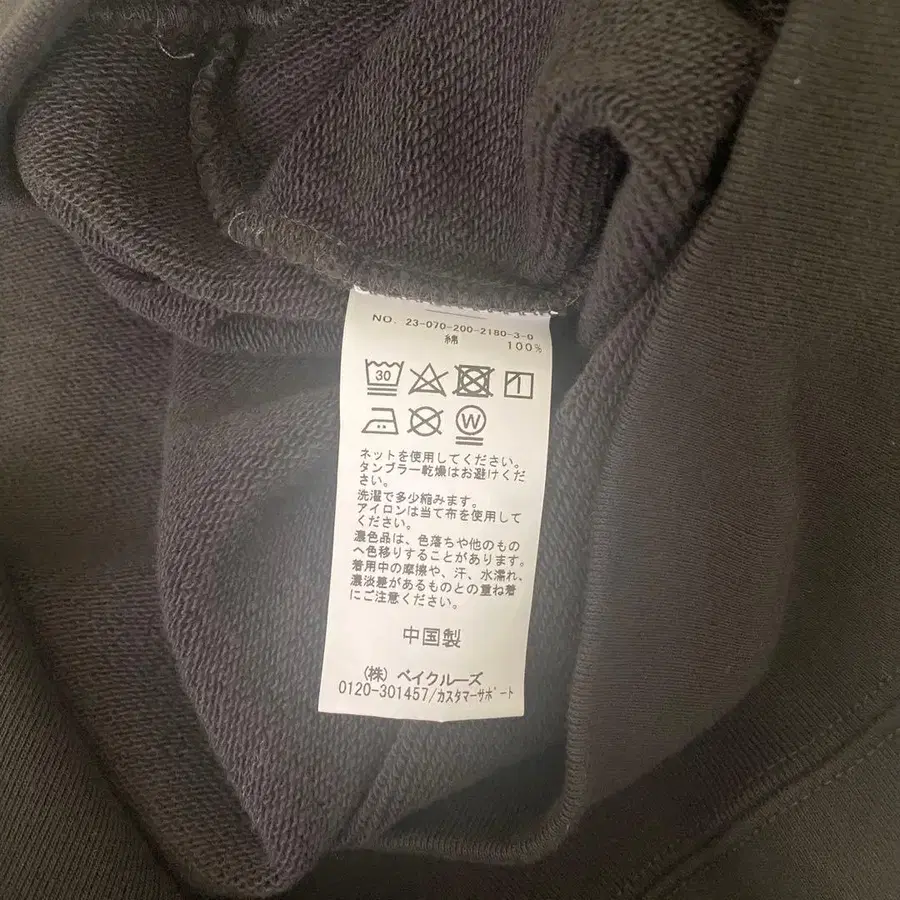 NO. 23-070-200-2180-3-0
綿 100%
30
W
ネットを使用してください。
タンブラー乾燥はお避けくだ
さい。
洗濯で多少縮みます。
アイロンは当て布を使用して
ください。
濃色品は、色落ちや他のもの
へ色移りすることがあります。
着用中の摩擦や、汗、水濡れ、
濃淡差があるものとの重ね着
にご注意ください。
中国製
(株) ベイクルーズ
0120-301457/カスタマーサポート